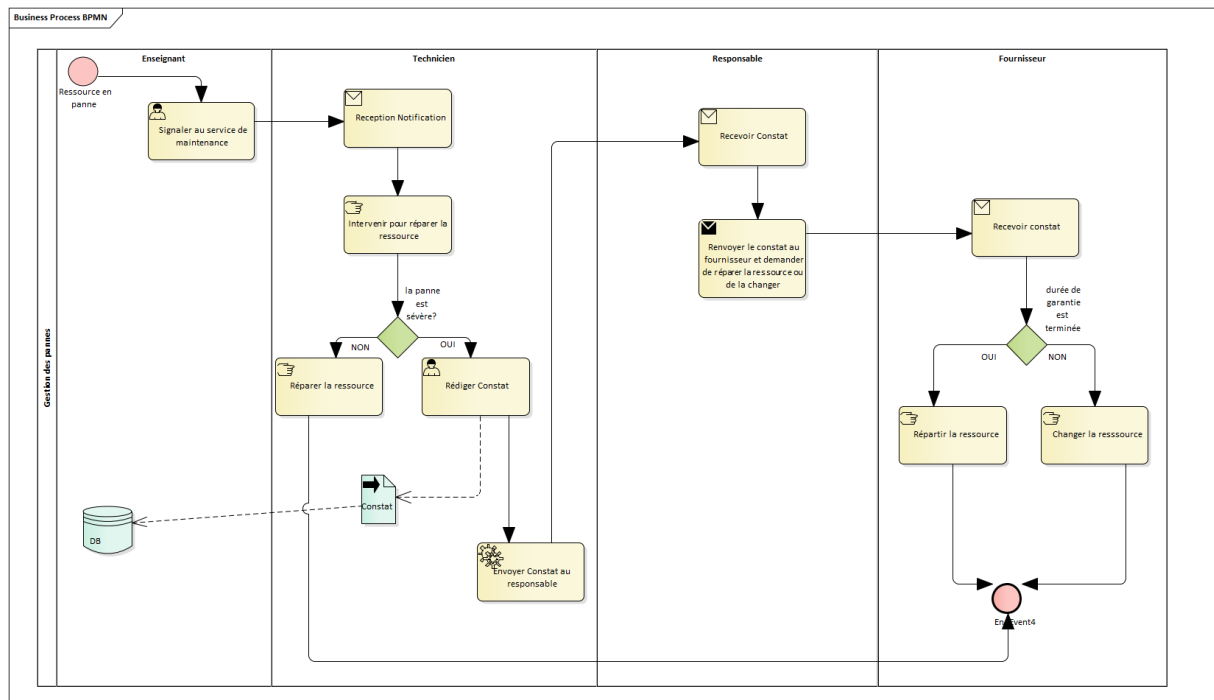 Business Process BPMN
Gestion des pannes
Enseignant
Technicien
Responsable
Fournisseur
Ressource en
panne
Signaler au service de
maintenance
Reception Notification
Intervenir pour réparer la
ressource
la panne
est
sévère?
NON
OUI
Réparer la ressource
Rédiger Constat
Constat
DB
Envoyer Constat au
responsable
Recevoir Constat
Renvoyer le constat au
fournisseur et demander
de réparer la ressource ou
de la changer
Recevoir constat
durée de
garantie
est
terminée
OUI
NON
Répartir la ressource
Changer la resssource
EndEvent4